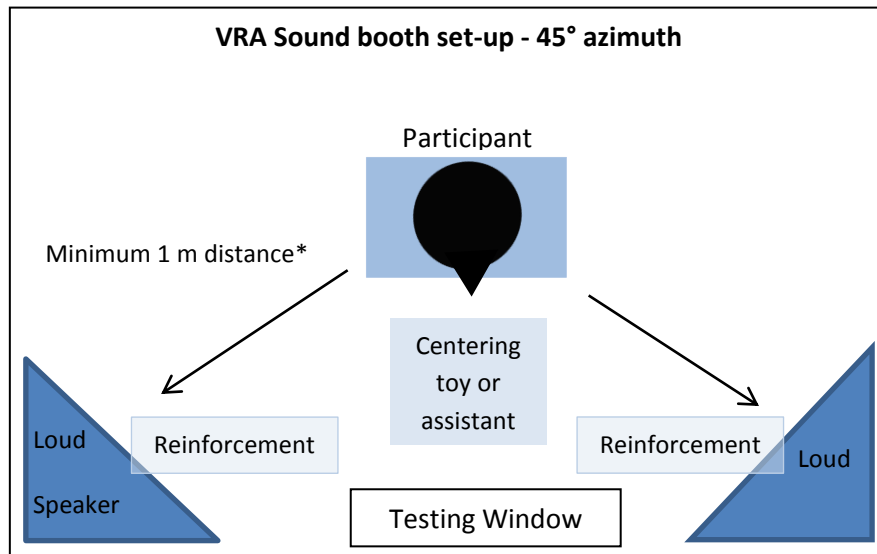 VRA Sound booth set-up - 45° azimuth
Participant
Minimum 1 m distance*
Centering
toy or
assistant
Loud
Speaker
Reinforcement
Reinforcement
Loud
Testing Window